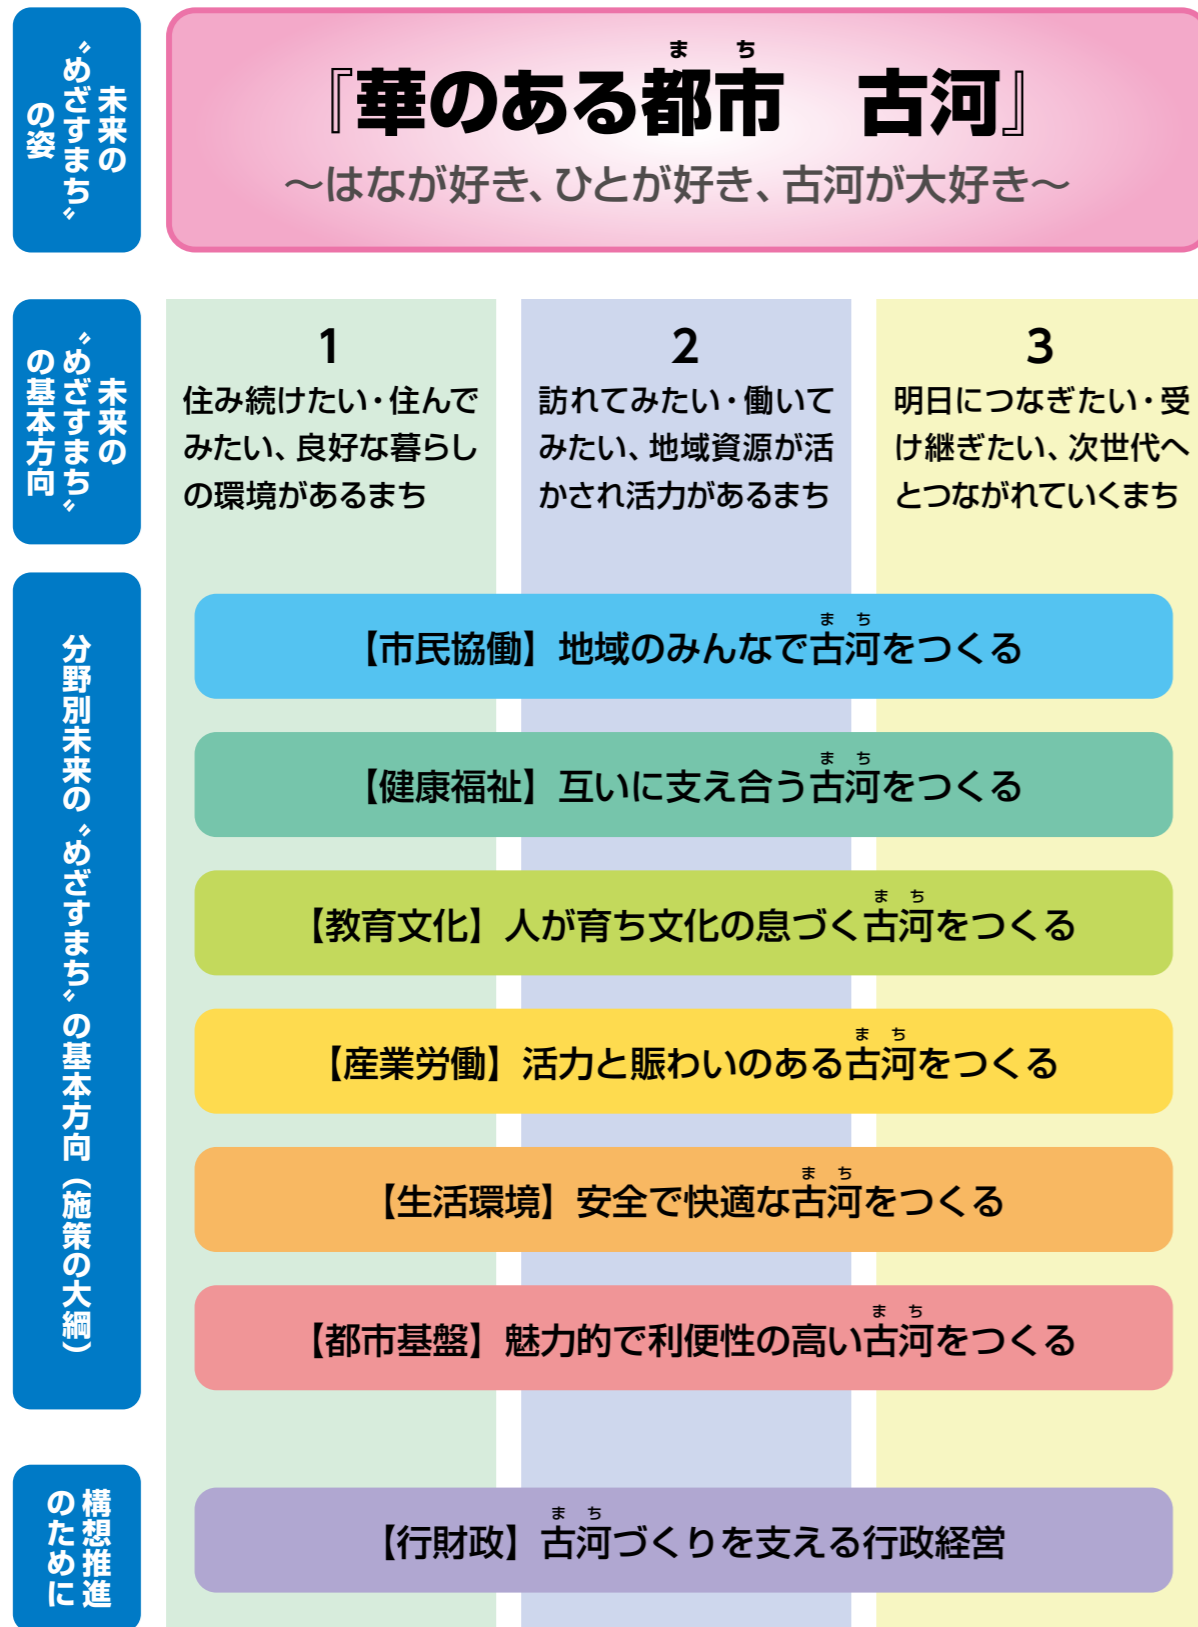 未来の
〝めざすまち〟
の姿
まち
『華のある都市 古河』
～はなが好き、ひとが好き、古河が大好き～
未来の
〝めざすまち〟
の基本方向
1
住み続けたい・住んで
みたい、良好な暮らし
の環境があるまち
2
訪れてみたい・働いて
みたい、地域資源が活
かされ活力があるまち
3
明日につなぎたい・受
け継ぎたい、次世代へ
とつながれていくまち
分野別未来の〝めざすまち〟の基本方向（施策の大綱）
まち
【市民協働】地域のみんなで古河をつくる
まち
【健康福祉】互いに支え合う古河をつくる
まち
【教育文化】人が育ち文化の息づく古河をつくる
まち
【産業労働】活力と賑わいのある古河をつくる
まち
【生活環境】安全で快適な古河をつくる
まち
【都市基盤】魅力的で利便性の高い古河をつくる
構想推進
のために
まち
【行財政】古河づくりを支える行政経営